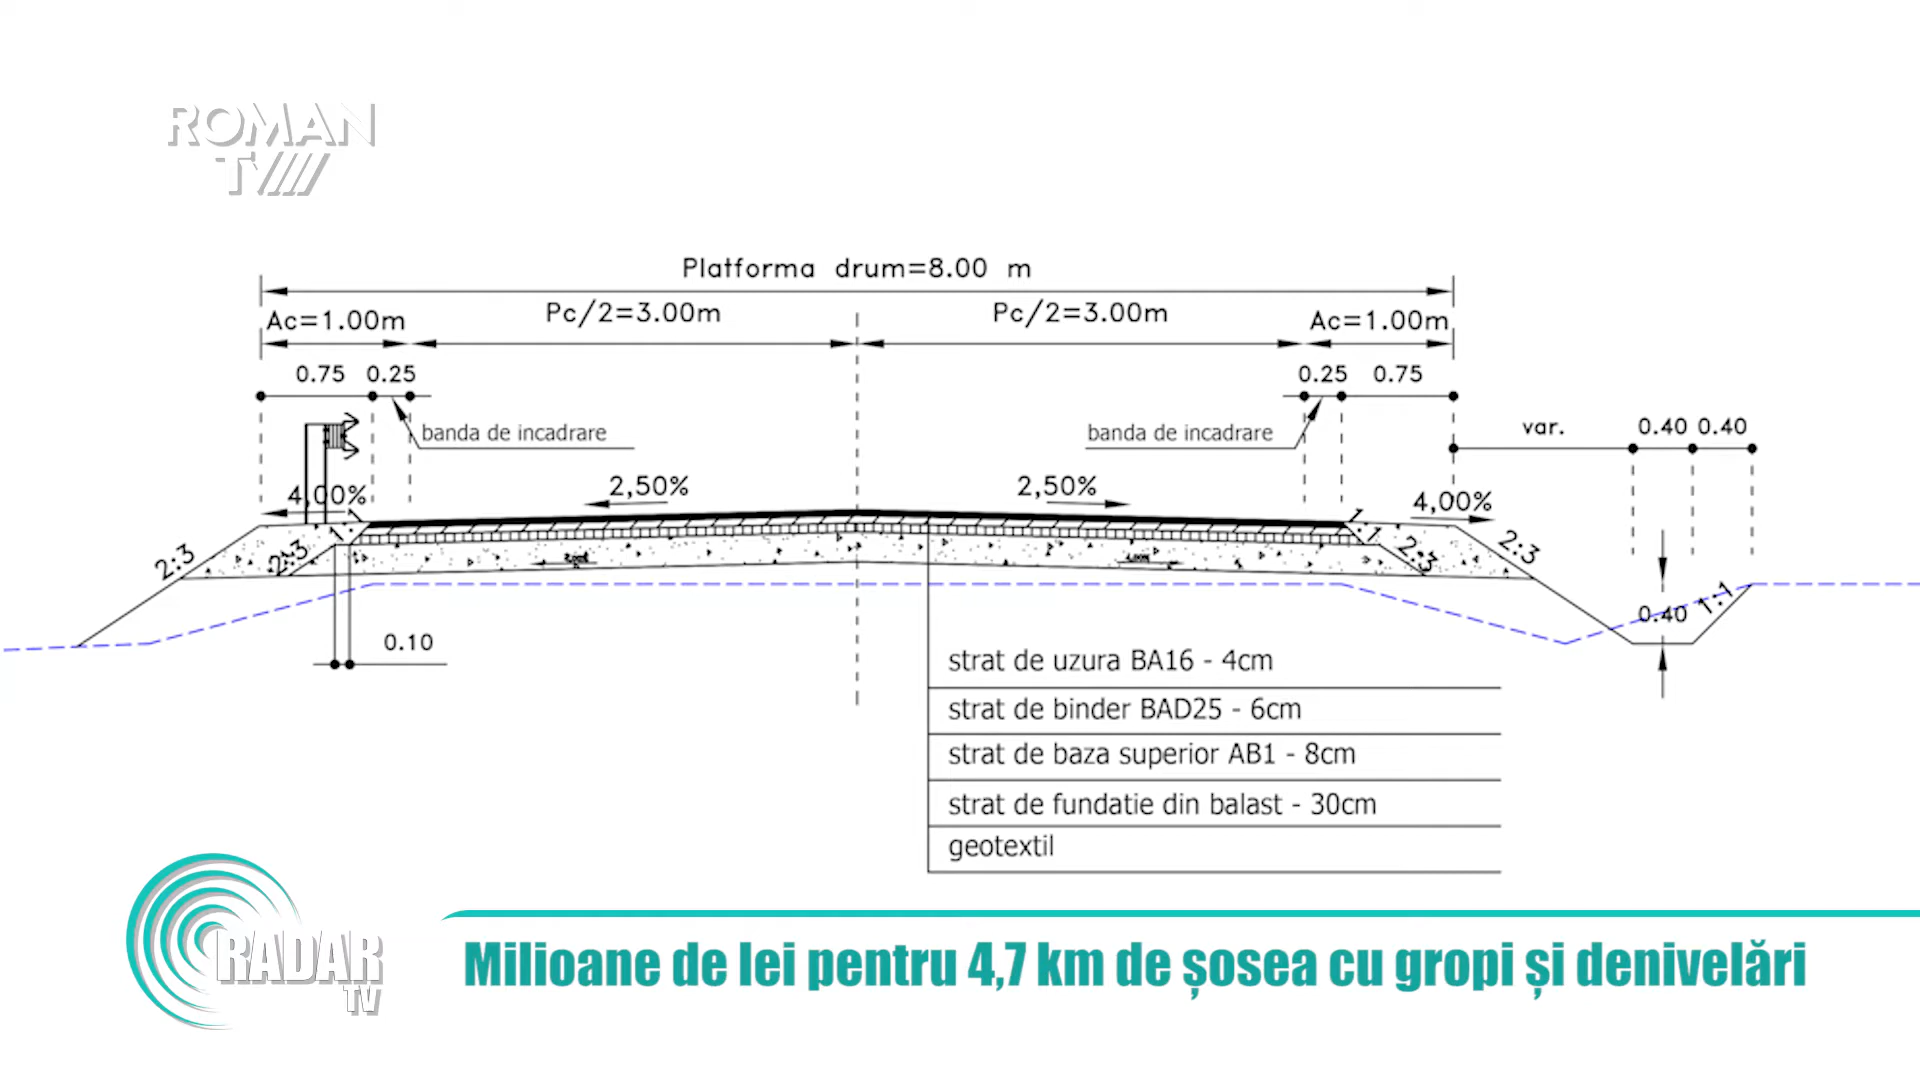 ROMAN
TV
Platforma drum=8.00 m
Ac=1.00m
Pc/2=3.00m
Pc/2=3.00m
Ac=1.00m
0.75 0.25
0.25 0.75
banda de incadrare
banda de incadrare
var.
0.40 0.40
4,00%
2,50%
2,50%
4,00%
2:3
2:3
1:1
1:1
2:3
2:3
0.40
1:1
0.10
strat de uzura BA16 - 4cm
strat de binder BAD25 - 6cm
strat de baza superior AB1 - 8cm
strat de fundatie din balast - 30cm
geotextil
RADAR
TV
Milioane de lei pentru 4,7 km de șosea cu gropi și denivelări